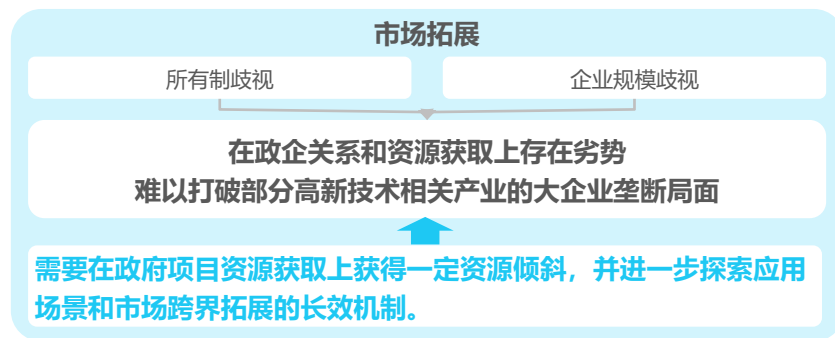 市场拓展
所有制歧视
企业规模歧视
在政企关系和资源获取上存在劣势
难以打破部分高新技术相关产业的大企业垄断局面
需要在政府项目资源获取上获得一定资源倾斜，并进一步探索应用
场景和市场跨界拓展的长效机制。